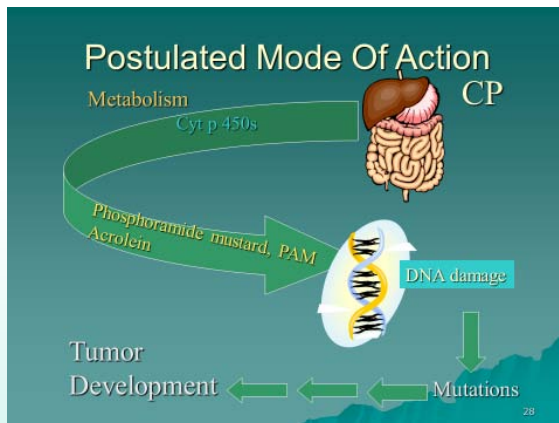 Postulated Mode Of Action
CP
Metabolism
Cyt p 450s
Phosphoramide mustard, PAM
Acrolein
DNA damage
Tumor
Development
Mutations
28